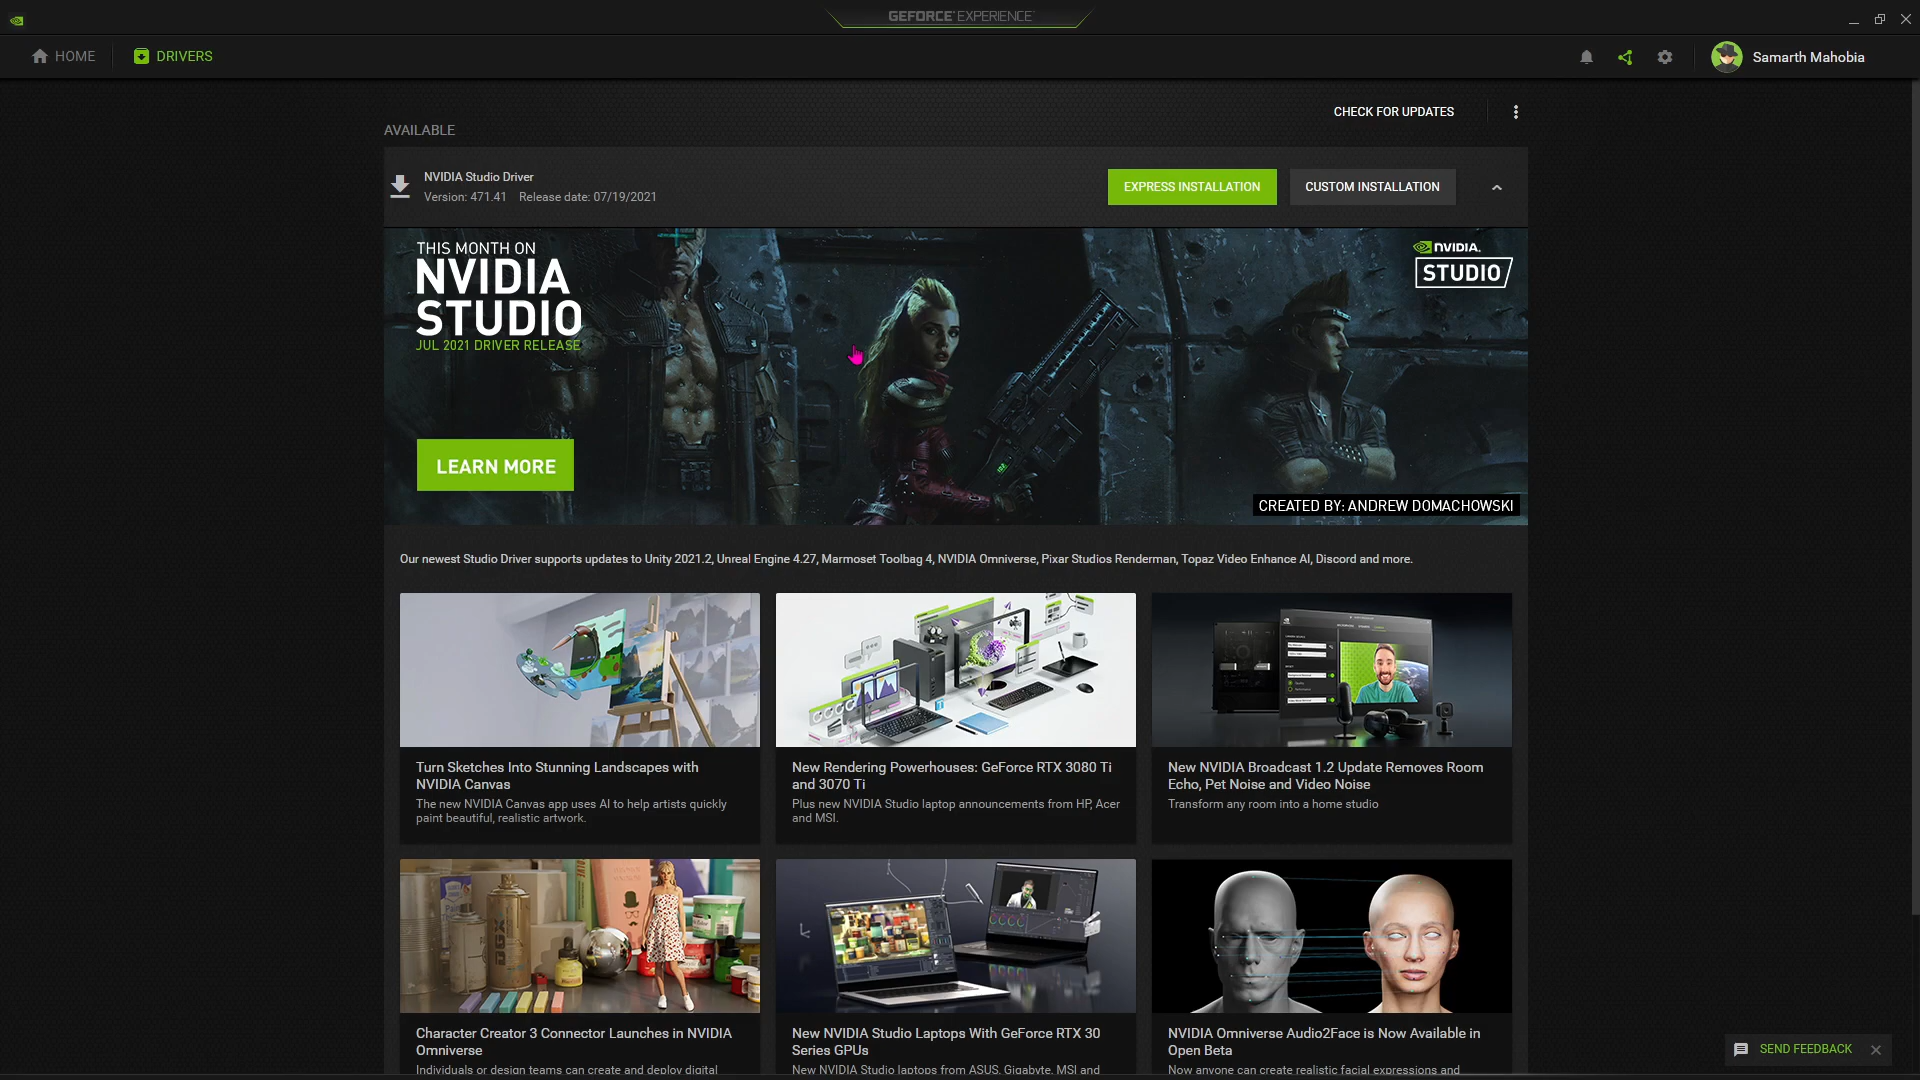 GEFORCE EXPERIENCE
HOME
DRIVERS
Samarth Mahobia
CHECK FOR UPDATES
AVAILABLE
NVIDIA Studio Driver
Version: 471.41 Release date: 07/19/2021
EXPRESS INSTALLATION
CUSTOM INSTALLATION
THIS MONTH ON
NVIDIA
STUDIO
JUL 2021 DRIVER RELEASE
NVIDIA.
STUDIO
LEARN MORE
CREATED BY: ANDREW DOMACHOWSKI
Our newest Studio Driver supports updates to Unity 2021.2, Unreal Engine 4.27, Marmoset Toolbag 4, NVIDIA Omniverse, Pixar Studios Renderman, Topaz Video Enhance AI, Discord and more.
Turn Sketches Into Stunning Landscapes with
NVIDIA Canvas
The new NVIDIA Canvas app uses AI to help artists quickly
paint beautiful, realistic artwork.
New Rendering Powerhouses: GeForce RTX 3080 Ti
and 3070 Ti
Plus new NVIDIA Studio laptop announcements from HP, Acer
and MSI.
New NVIDIA Broadcast 1.2 Update Removes Room
Echo, Pet Noise and Video Noise
Transform any room into a home studio
Character Creator 3 Connector Launches in NVIDIA
Omniverse
Individuals or design teams can create and deploy digital
New NVIDIA Studio Laptops With GeForce RTX 30
Series GPUs
New NVIDIA Studio laptops from ASUS, Gigabyte, MSI and
NVIDIA Omniverse Audio2Face is Now Available in
Open Beta
Now anyone can create realistic facial expressions and
SEND FEEDBACK